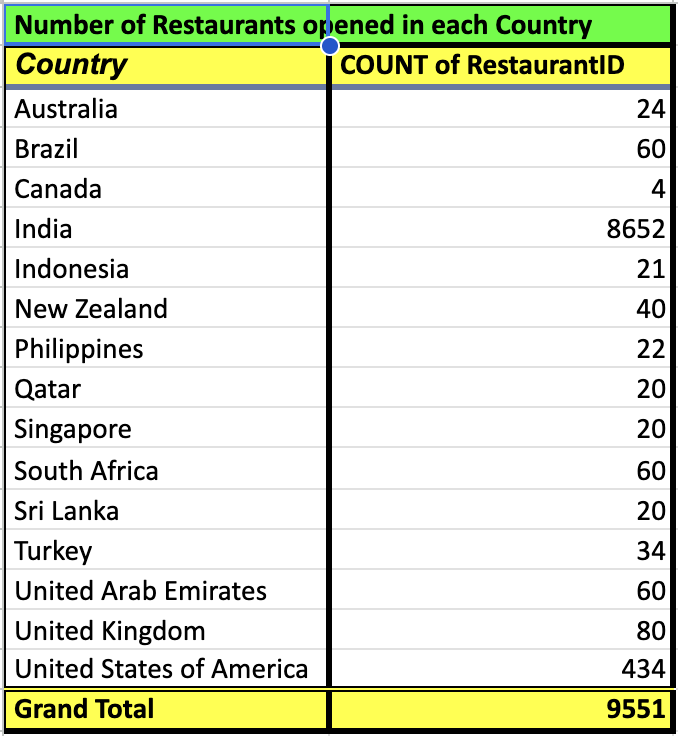 Number of Restaurants opened in each Country
Country COUNT of RestaurantID
Australia 24
Brazil 60
Canada 4
India 8652
Indonesia 21
New Zealand 40
Philippines 22
Qatar 20
Singapore 20
South Africa 60
Sri Lanka 20
Turkey 34
United Arab Emirates 60
United Kingdom 80
United States of America 434
Grand Total 9551